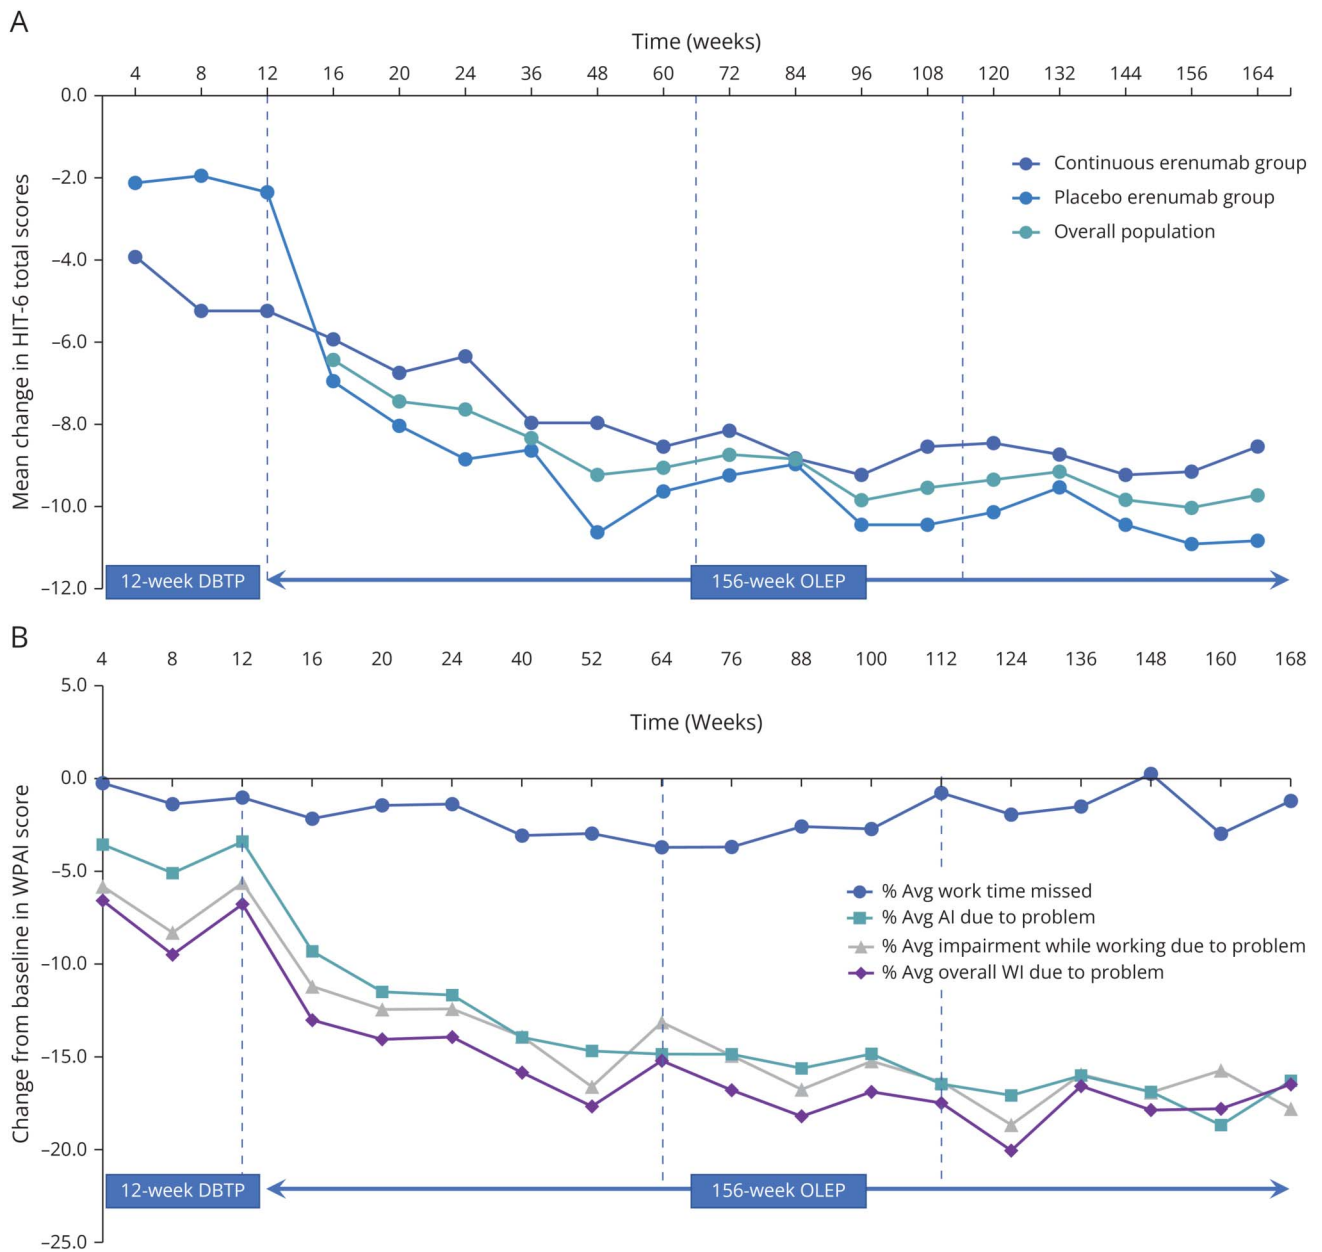 A
Time (weeks)
4 8 12 16 20 24 36 48 60 72 84 96 108 120 132 144 156 164
0.0
–2.0
–4.0
–6.0
–8.0
–10.0
–12.0
Mean change in HIT-6 total scores
Continuous erenumab group
Placebo erenumab group
Overall population
12-week DBTP
156-week OLEP
B
4 8 12 16 20 24 40 52 64 76 88 100 112 124 136 148 160 168
Time (Weeks)
5.0
0.0
–5.0
–10.0
–15.0
–20.0
–25.0
Change from baseline in WPAI score
% Avg work time missed
% Avg AI due to problem
% Avg impairment while working due to problem
% Avg overall WI due to problem
12-week DBTP
156-week OLEP